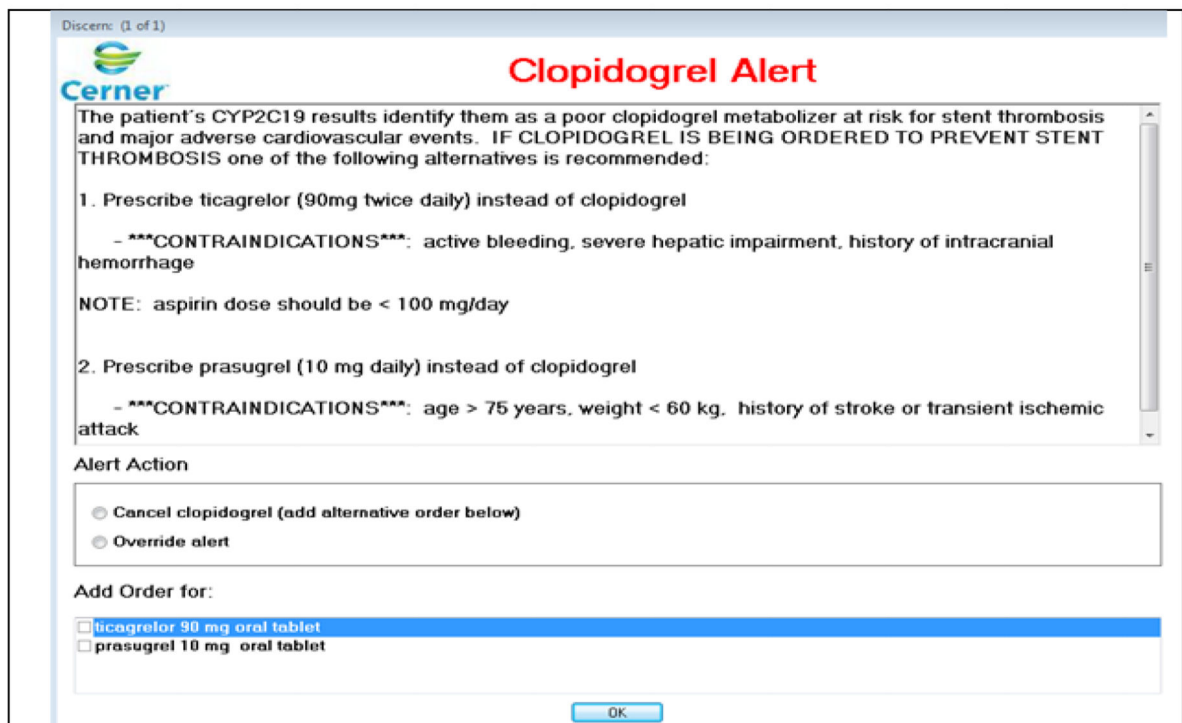 Discern: (1 of 1)
Cerner
Clopidogrel Alert
The patient's CYP2C19 results identify them as a poor clopidogrel metabolizer at risk for stent thrombosis
and major adverse cardiovascular events.  IF CLOPIDOGREL IS BEING ORDERED TO PREVENT STENT
THROMBOSIS one of the following alternatives is recommended:
1. Prescribe ticagrelor (90mg twice daily) instead of clopidogrel
- ***CONTRAINDICATIONS***:  active bleeding, severe hepatic impairment, history of intracranial
hemorrhage
NOTE:  aspirin dose should be < 100 mg/day
2. Prescribe prasugrel (10 mg daily) instead of clopidogrel
- ***CONTRAINDICATIONS***:  age > 75 years, weight < 60 kg,  history of stroke or transient ischemic
attack
Alert Action
Cancel clopidogrel (add alternative order below)
Override alert
Add Order for:
ticagrelor 90 mg oral tablet
prasugrel 10 mg  oral tablet
OK